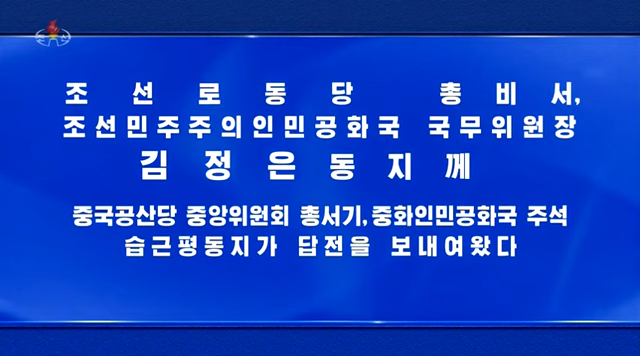 조선로동당 총비서,
조선민주주의인민공화국 국무위원장
김정은동지께
중국공산당 중앙위원회 총서기, 중화인민공화국 주석
습근평동지가 답전을 보내여왔다